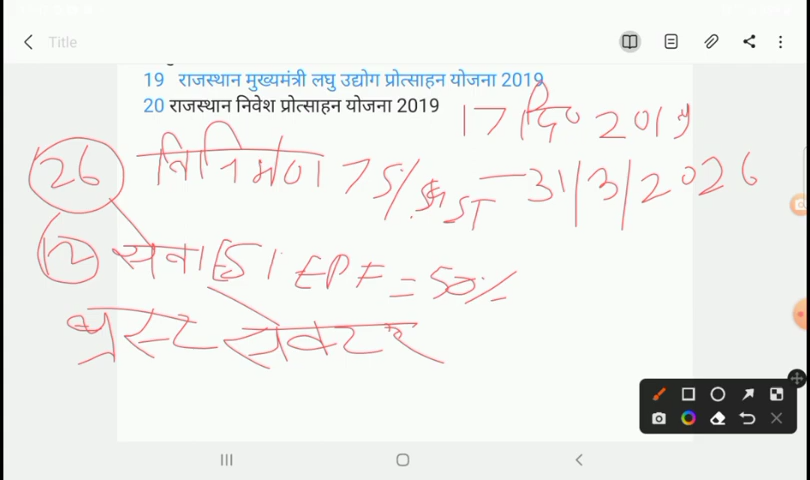 Title
19 राजस्थान मुख्यमंत्री लघु उद्योग प्रोत्साहन योजना 2019
20 राजस्थान निवेश प्रोत्साहन योजना 2019
17 दि० 2019
26 विनिर्माण 75% ST - 31/3/2026
12 सेवा ESI EPF = 50%
थ्रस्ट सेक्टर